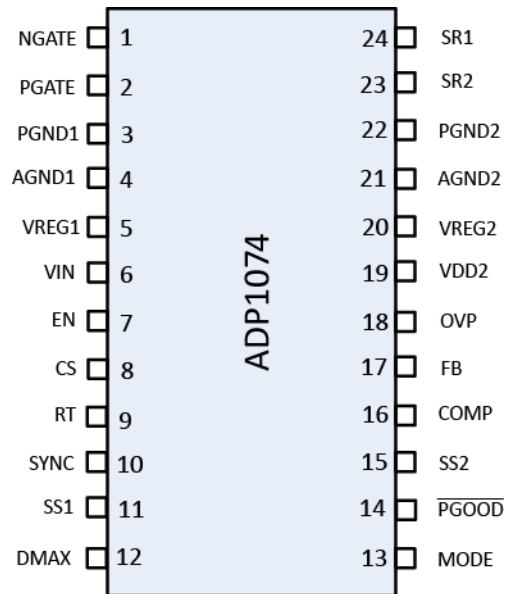 NGATE 1 24 SR1
PGATE 2 23 SR2
PGND1 3 22 PGND2
AGND1 4 21 AGND2
VREG1 5 20 VREG2
VIN 6 19 VDD2
EN 7 18 OVP
CS 8 17 FB
RT 9 16 COMP
SYNC 10 15 SS2
SS1 11 14 PGOOD
DMAX 12 13 MODE
ADP1074